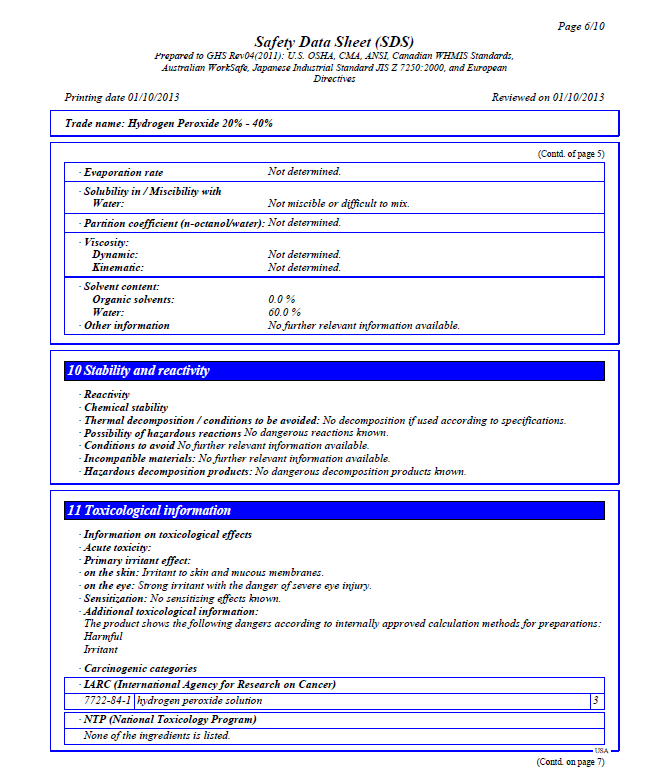 Page 6/10
Safety Data Sheet (SDS)
Prepared to GHS Rev04(2011): U.S. OSHA, CMA, ANSI, Canadian WHMIS Standards,
Australian WorkSafe, Japanese Industrial Standard JIS Z 7250:2000, and European
Directives
Printing date 01/10/2013 Reviewed on 01/10/2013
Trade name: Hydrogen Peroxide 20% - 40%
(Contd. of page 5)
· Evaporation rate Not determined.
· Solubility in / Miscibility with
Water: Not miscible or difficult to mix.
· Partition coefficient (n-octanol/water): Not determined.
· Viscosity:
Dynamic: Not determined.
Kinematic: Not determined.
· Solvent content:
Organic solvents: 0.0 %
Water: 60.0 %
· Other information No further relevant information available.
10 Stability and reactivity
· Reactivity
· Chemical stability
· Thermal decomposition / conditions to be avoided: No decomposition if used according to specifications.
· Possibility of hazardous reactions No dangerous reactions known.
· Conditions to avoid No further relevant information available.
· Incompatible materials: No further relevant information available.
· Hazardous decomposition products: No dangerous decomposition products known.
11 Toxicological information
· Information on toxicological effects
· Acute toxicity:
· Primary irritant effect:
· on the skin: Irritant to skin and mucous membranes.
· on the eye: Strong irritant with the danger of severe eye injury.
· Sensitization: No sensitizing effects known.
· Additional toxicological information:
The product shows the following dangers according to internally approved calculation methods for preparations:
Harmful
Irritant
· Carcinogenic categories
· IARC (International Agency for Research on Cancer)
7722-84-1 hydrogen peroxide solution 3
· NTP (National Toxicology Program)
None of the ingredients is listed.
USA
(Contd. on page 7)